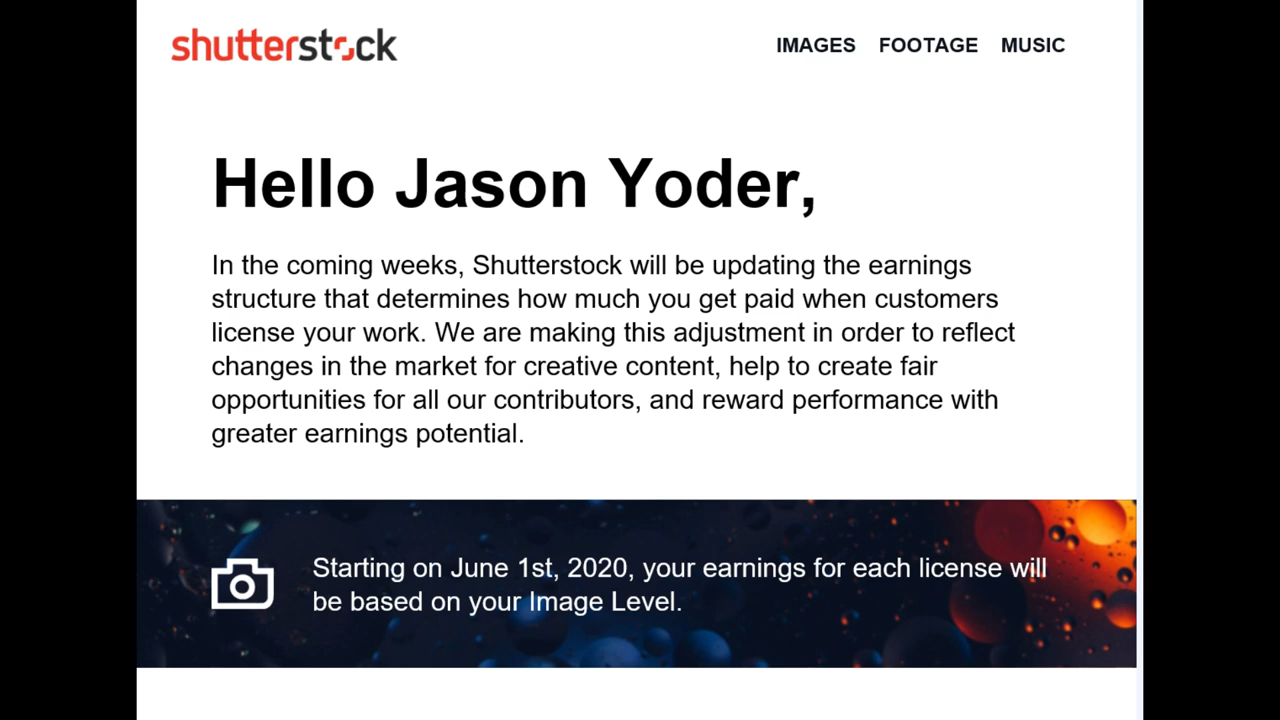 shutterstock
IMAGES FOOTAGE MUSIC
Hello Jason Yoder,
In the coming weeks, Shutterstock will be updating the earnings
structure that determines how much you get paid when customers
license your work. We are making this adjustment in order to reflect
changes in the market for creative content, help to create fair
opportunities for all our contributors, and reward performance with
greater earnings potential.
Starting on June 1st, 2020, your earnings for each license will
be based on your Image Level.